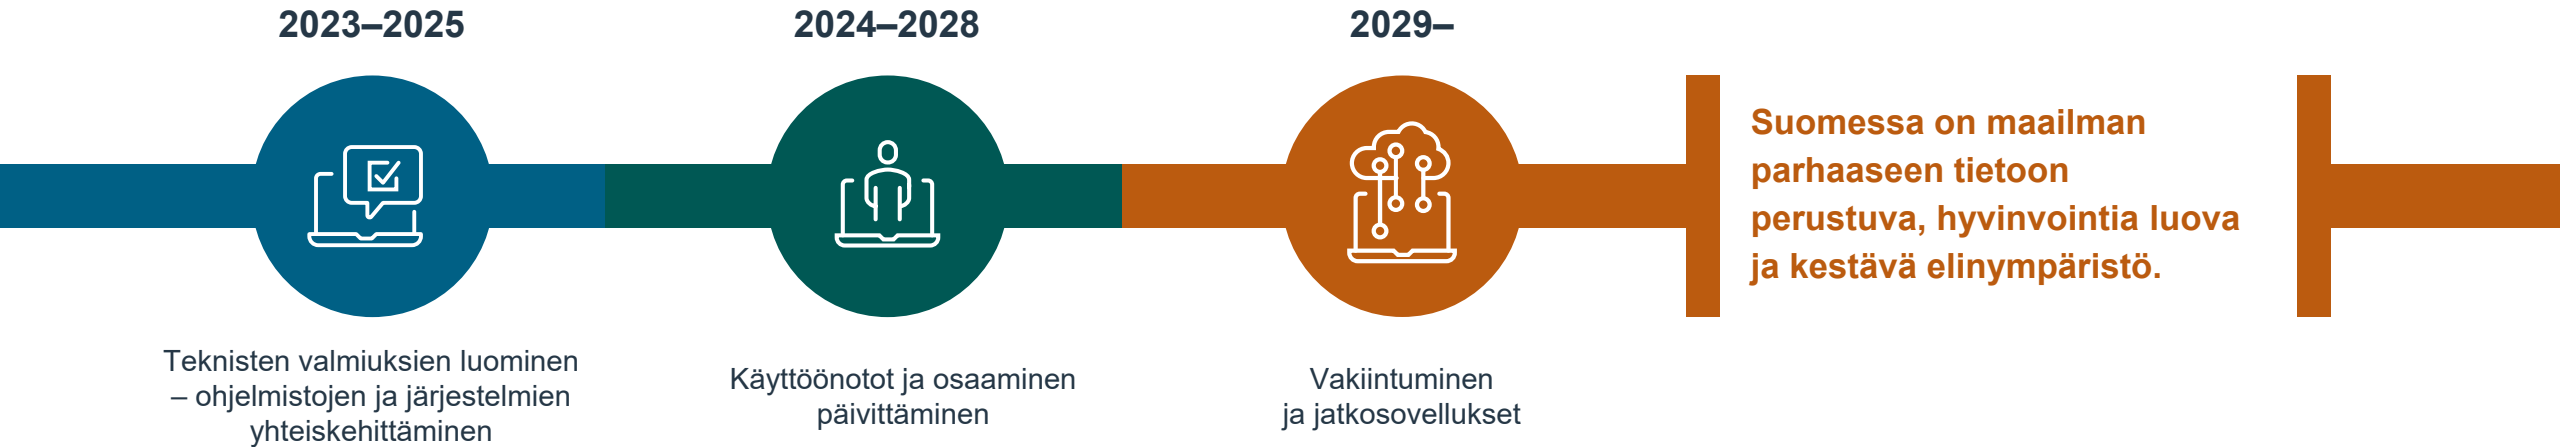 2023–2025
Teknisten valmiuksien luominen
– ohjelmistojen ja järjestelmien
yhteiskehittäminen
2024–2028
Käyttöönotot ja osaaminen
päivittäminen
2029–
Vakiintuminen
ja jatkosovellukset
Suomessa on maailman
parhaaseen tietoon
perustuva, hyvinvointia luova
ja kestävä elinympäristö.